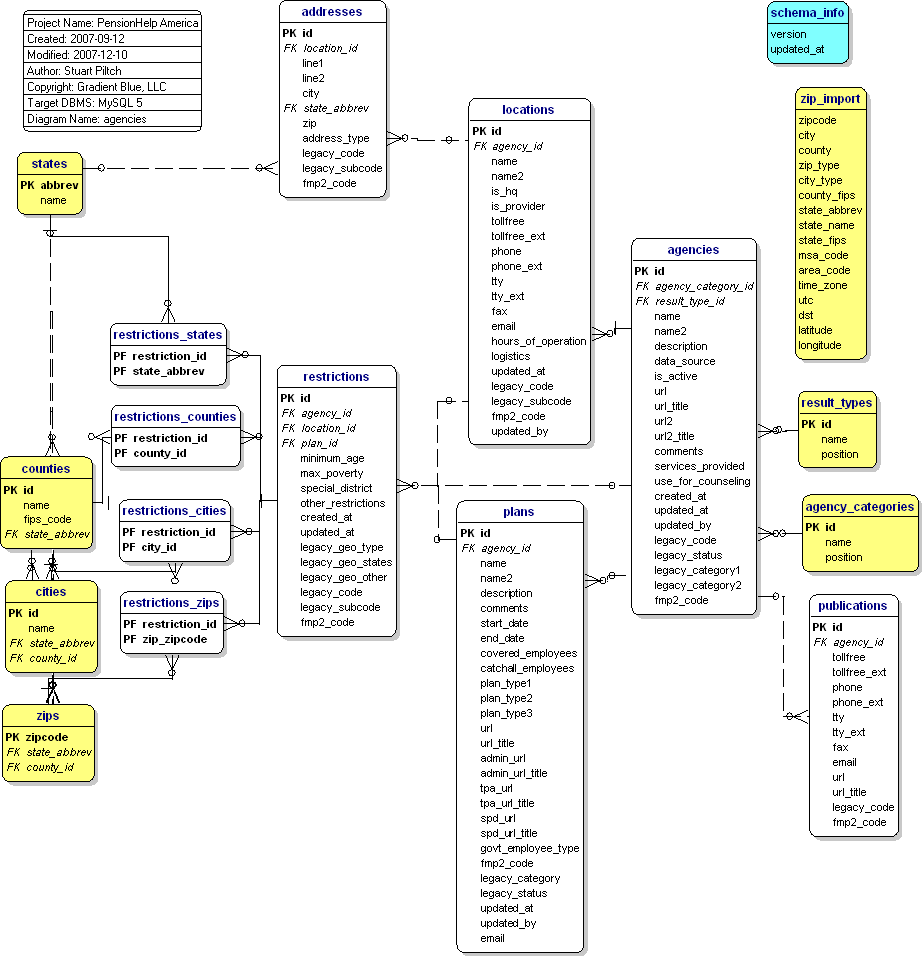 Project Name: PensionHelp America
Created: 2007-09-12
Modified: 2007-12-10
Author: Stuart Piltch
Copyright: Gradient Blue, LLC
Target DBMS: MySQL 5
Diagram Name: agencies
addresses
PK id
FK location_id
line1
line2
city
FK state_abbrev
zip
address_type
legacy_code
legacy_subcode
fmp2_code
schema_info
version
updated_at
states
PK abbrev
name
locations
PK id
FK agency_id
name
name2
is_hq
is_provider
tollfree
tollfree_ext
phone
phone_ext
tty
tty_ext
fax
email
hours_of_operation
logistics
updated_at
legacy_code
legacy_subcode
fmp2_code
updated_by
zip_import
zipcode
city
county
zip_type
city_type
county_fips
state_abbrev
state_name
state_fips
msa_code
area_code
time_zone
utc
dst
latitude
longitude
agencies
PK id
FK agency_category_id
FK result_type_id
name
name2
description
data_source
is_active
url
url_title
url2
url2_title
comments
services_provided
use_for_counseling
created_at
updated_at
updated_by
legacy_code
legacy_status
legacy_category1
legacy_category2
fmp2_code
restrictions_states
PF restriction_id
PF state_abbrev
restrictions_counties
PF restriction_id
PF county_id
restrictions_cities
PF restriction_id
PF city_id
restrictions_zips
PF restriction_id
PF zip_zipcode
restrictions
PK id
FK agency_id
FK location_id
FK plan_id
minimum_age
max_poverty
special_district
other_restrictions
created_at
updated_at
legacy_geo_type
legacy_geo_states
legacy_geo_other
legacy_code
legacy_subcode
fmp2_code
result_types
PK id
name
position
agency_categories
PK id
name
position
counties
PK id
name
fips_code
FK state_abbrev
cities
PK id
name
FK state_abbrev
FK county_id
zips
PK zipcode
FK state_abbrev
FK county_id
plans
PK id
FK agency_id
name
name2
description
comments
start_date
end_date
covered_employees
catchall_employees
plan_type1
plan_type2
plan_type3
url
url_title
admin_url
admin_url_title
tpa_url
tpa_url_title
spd_url
spd_url_title
govt_employee_type
fmp2_code
legacy_category
legacy_status
updated_at
updated_by
email
publications
PK id
FK agency_id
tollfree
tollfree_ext
phone
phone_ext
tty
tty_ext
fax
email
url
url_title
legacy_code
fmp2_code